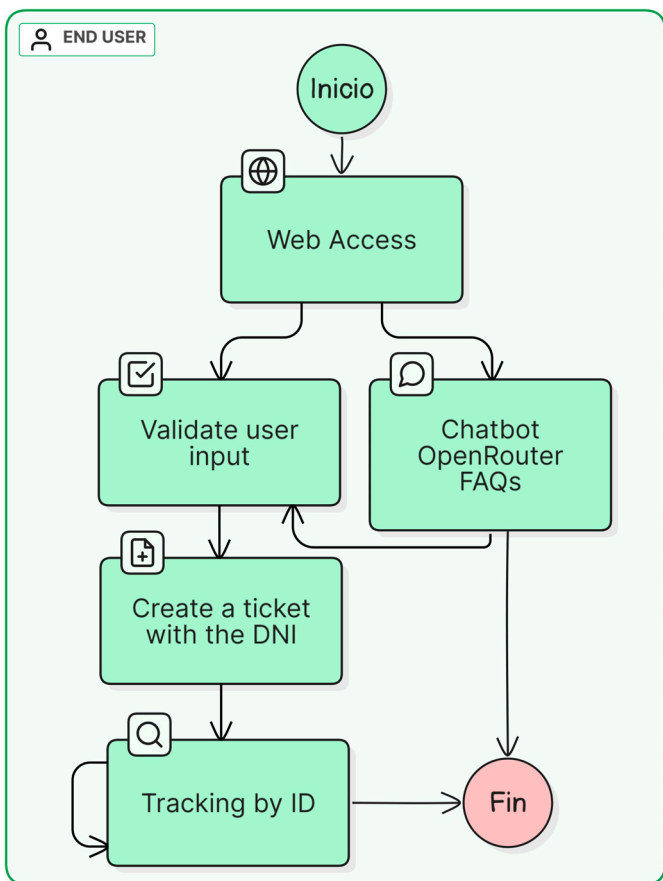 END USER
Inicio
Web Access
Validate user
input
Chatbot
OpenRouter
FAQs
Create a ticket
with the DNI
Tracking by ID
Fin